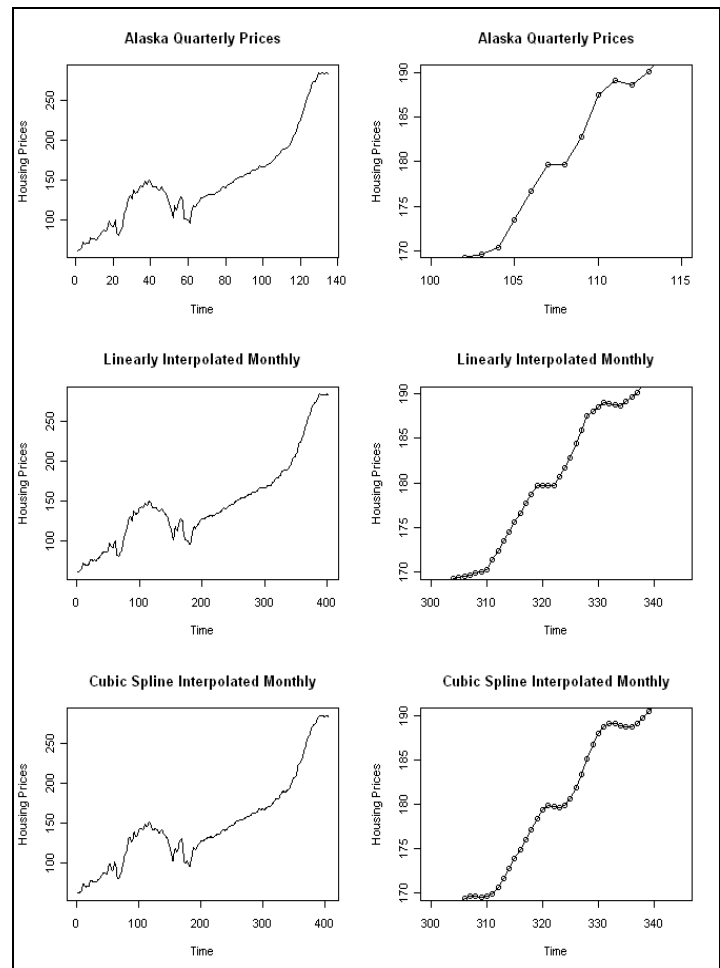 Alaska Quarterly Prices
Housing Prices
100 150 200 250
0 20 40 60 80 100 120 140
Time
Alaska Quarterly Prices
Housing Prices
170 175 180 185 190
100 105 110 115
Time
Linearly Interpolated Monthly
Housing Prices
100 150 200 250
0 100 200 300 400
Time
Linearly Interpolated Monthly
Housing Prices
170 175 180 185 190
300 310 320 330 340
Time
Cubic Spline Interpolated Monthly
Housing Prices
100 150 200 250
0 100 200 300 400
Time
Cubic Spline Interpolated Monthly
Housing Prices
170 175 180 185 190
300 310 320 330 340
Time